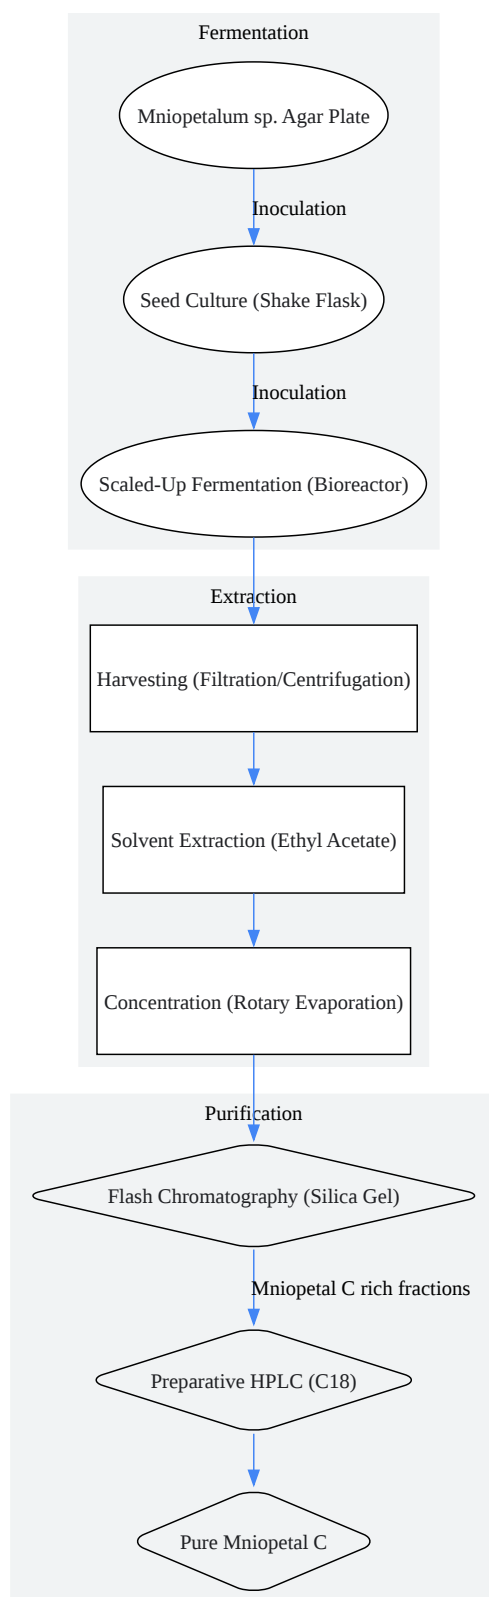 Fermentation
Mniopetalum sp. Agar Plate
Inoculation
Seed Culture (Shake Flask)
Inoculation
Scaled-Up Fermentation (Bioreactor)
Extraction
Harvesting (Filtration/Centrifugation)
Solvent Extraction (Ethyl Acetate)
Concentration (Rotary Evaporation)
Purification
Flash Chromatography (Silica Gel)
Mniopetal C rich fractions
Preparative HPLC (C18)
Pure Mniopetal C